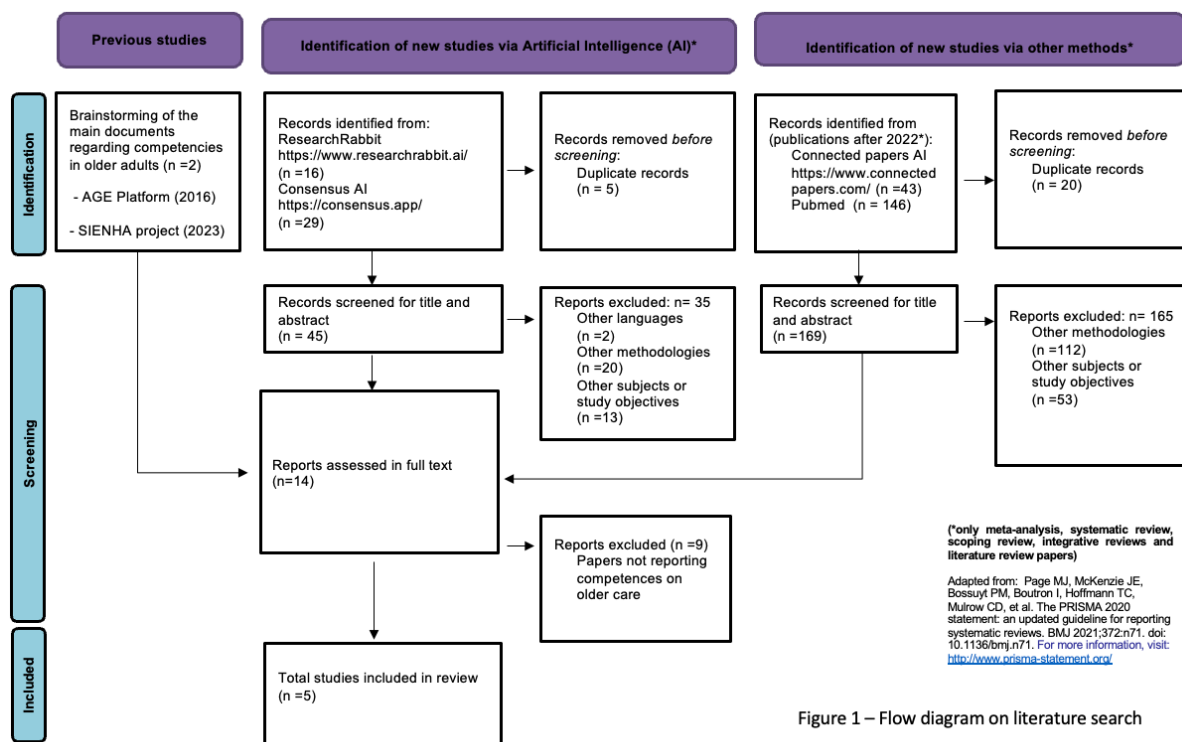 Previous studies
Identification of new studies via Artificial Intelligence (AI)*
Identification of new studies via other methods*
Identification
Brainstorming of the
main documents
regarding competencies
in older adults (n =2)
- AGE Platform (2016)
- SIENHA project (2023)
Records identified from:
ResearchRabbit
https://www.researchrabbit.ai/
(n =16)
Consensus AI
https://consensus.app/
(n =29)
Records removed before
screening:
Duplicate records
(n = 5)
Records identified from
(publications after 2022*):
Connected papers AI
https://www.connected
papers.com/ (n =43)
Pubmed (n = 146)
Records removed before
screening:
Duplicate records
(n = 20)
Screening
Records screened for title and
abstract
(n = 45)
Reports excluded: n= 35
Other languages
(n =2)
Other methodologies
(n =20)
Other subjects or
study objectives
(n =13)
Records screened for title
and abstract
(n =169)
Reports excluded: n= 165
Other methodologies
(n =112)
Other subjects or
study objectives
(n =53)
Reports assessed in full text
(n=14)
Reports excluded (n =9)
Papers not reporting
competences on
older care
Included
Total studies included in review
(n =5)
(*only meta-analysis, systematic review,
scoping review, integrative reviews and
literature review papers)
Adapted from: Page MJ, McKenzie JE,
Bossuyt PM, Boutron I, Hoffmann TC,
Mulrow CD, et al. The PRISMA 2020
statement: an updated guideline for reporting
systematic reviews. BMJ 2021;372:n71. doi:
10.1136/bmj.n71. For more information, visit:
http://www.prisma-statement.org/
Figure 1 – Flow diagram on literature search